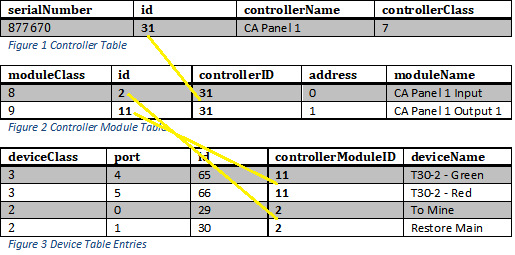 serialNumber id controllerName controllerClass
877670 31 CA Panel 1 7
Figure 1 Controller Table
moduleClass id controllerID address moduleName
8 2 31 0 CA Panel 1 Input
9 11 31 1 CA Panel 1 Output 1
Figure 2 Controller Module Table
deviceClass port id controllerModuleID deviceName
3 4 65 11 T30-2 - Green
3 5 66 11 T30-2 - Red
2 0 29 2 To Mine
2 1 30 2 Restore Main
Figure 3 Device Table Entries